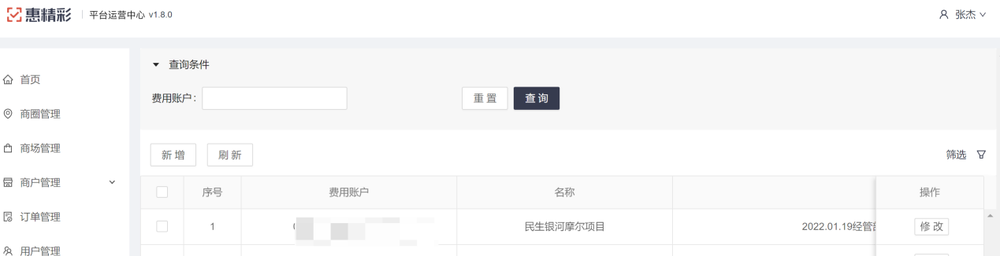 惠精彩 平台运营中心 v1.8.0 张杰
首页
商圈管理
商场管理
商户管理
订单管理
用户管理
查询条件
费用账户：
重置 查询
新增 刷新 筛选
序号 费用账户 名称 操作
1 民生银河摩尔项目 2022.01.19经管 修改